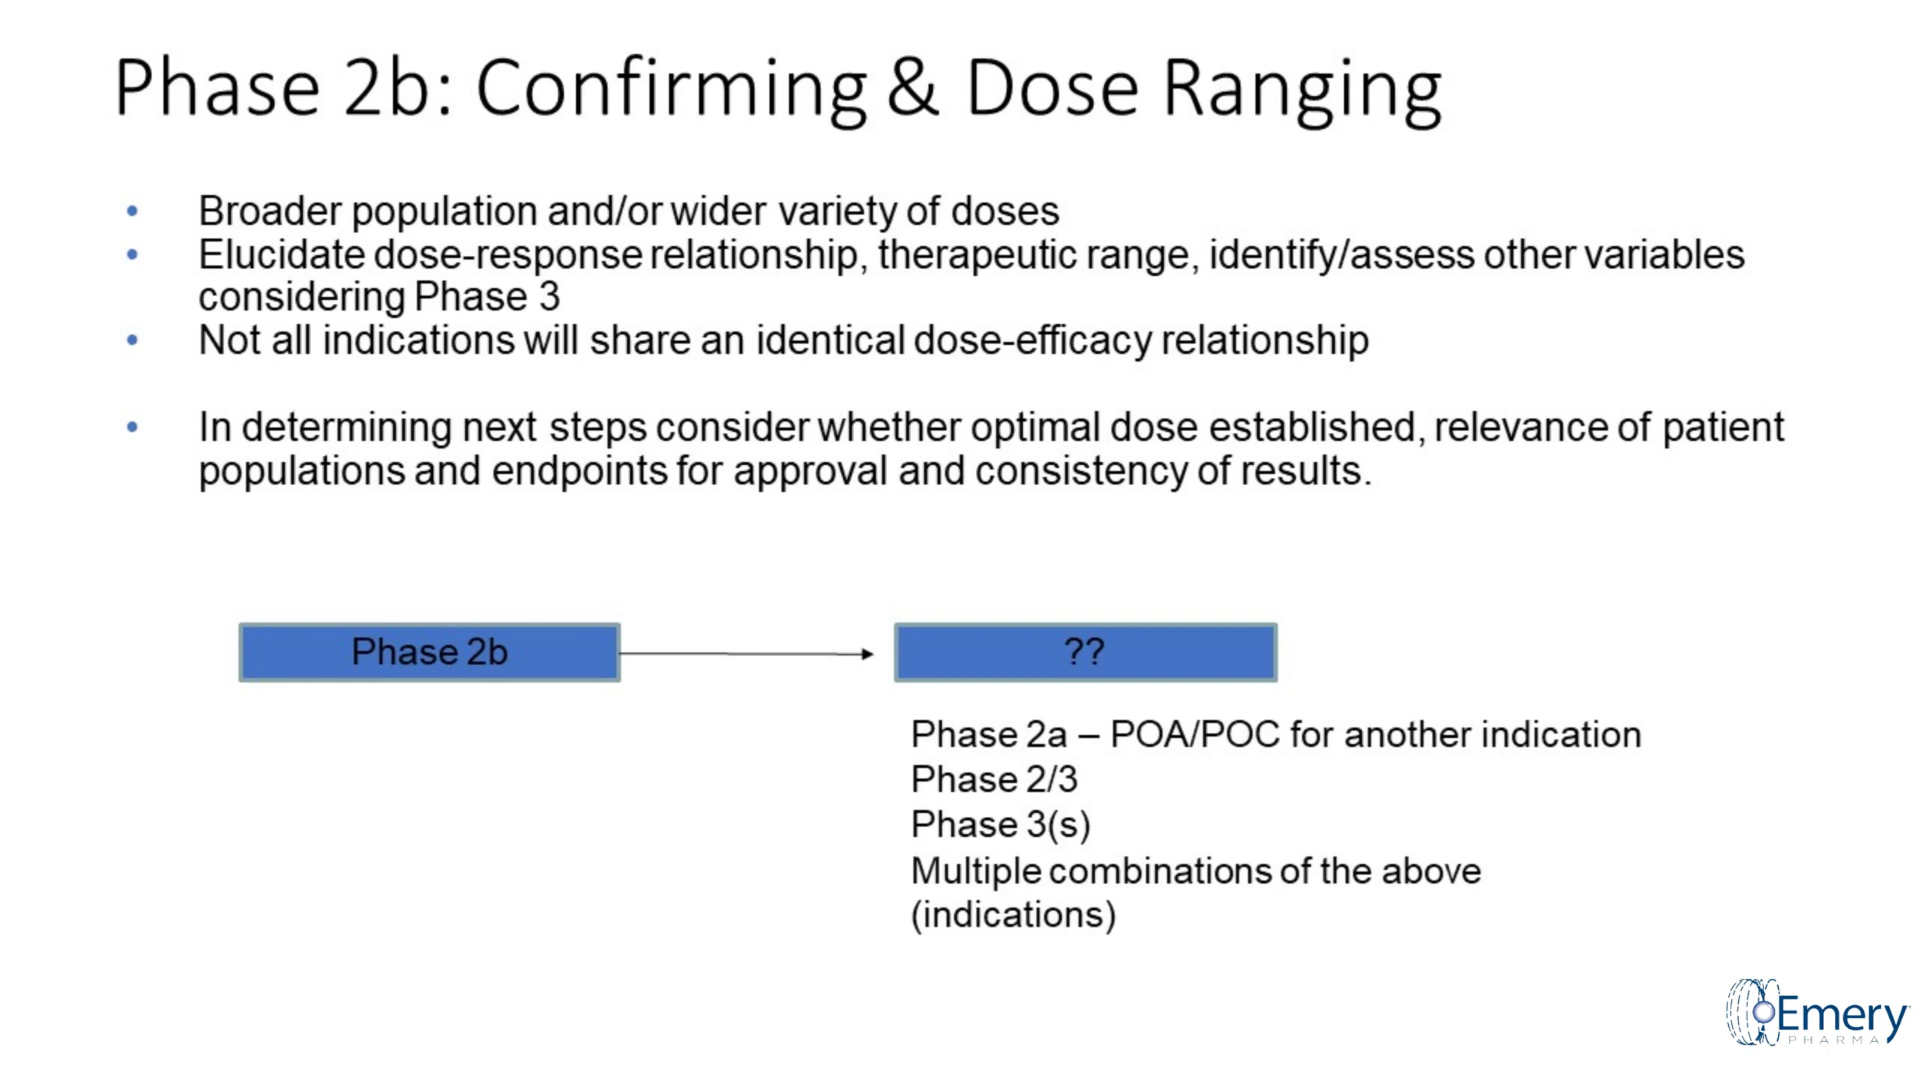 Phase 2b: Confirming & Dose Ranging
• Broader population and/or wider variety of doses
• Elucidate dose-response relationship, therapeutic range, identify/assess other variables
considering Phase 3
• Not all indications will share an identical dose-efficacy relationship
• In determining next steps consider whether optimal dose established, relevance of patient
populations and endpoints for approval and consistency of results.
Phase 2b
??
Phase 2a – POA/POC for another indication
Phase 2/3
Phase 3(s)
Multiple combinations of the above
(indications)
Emery
PHARMA